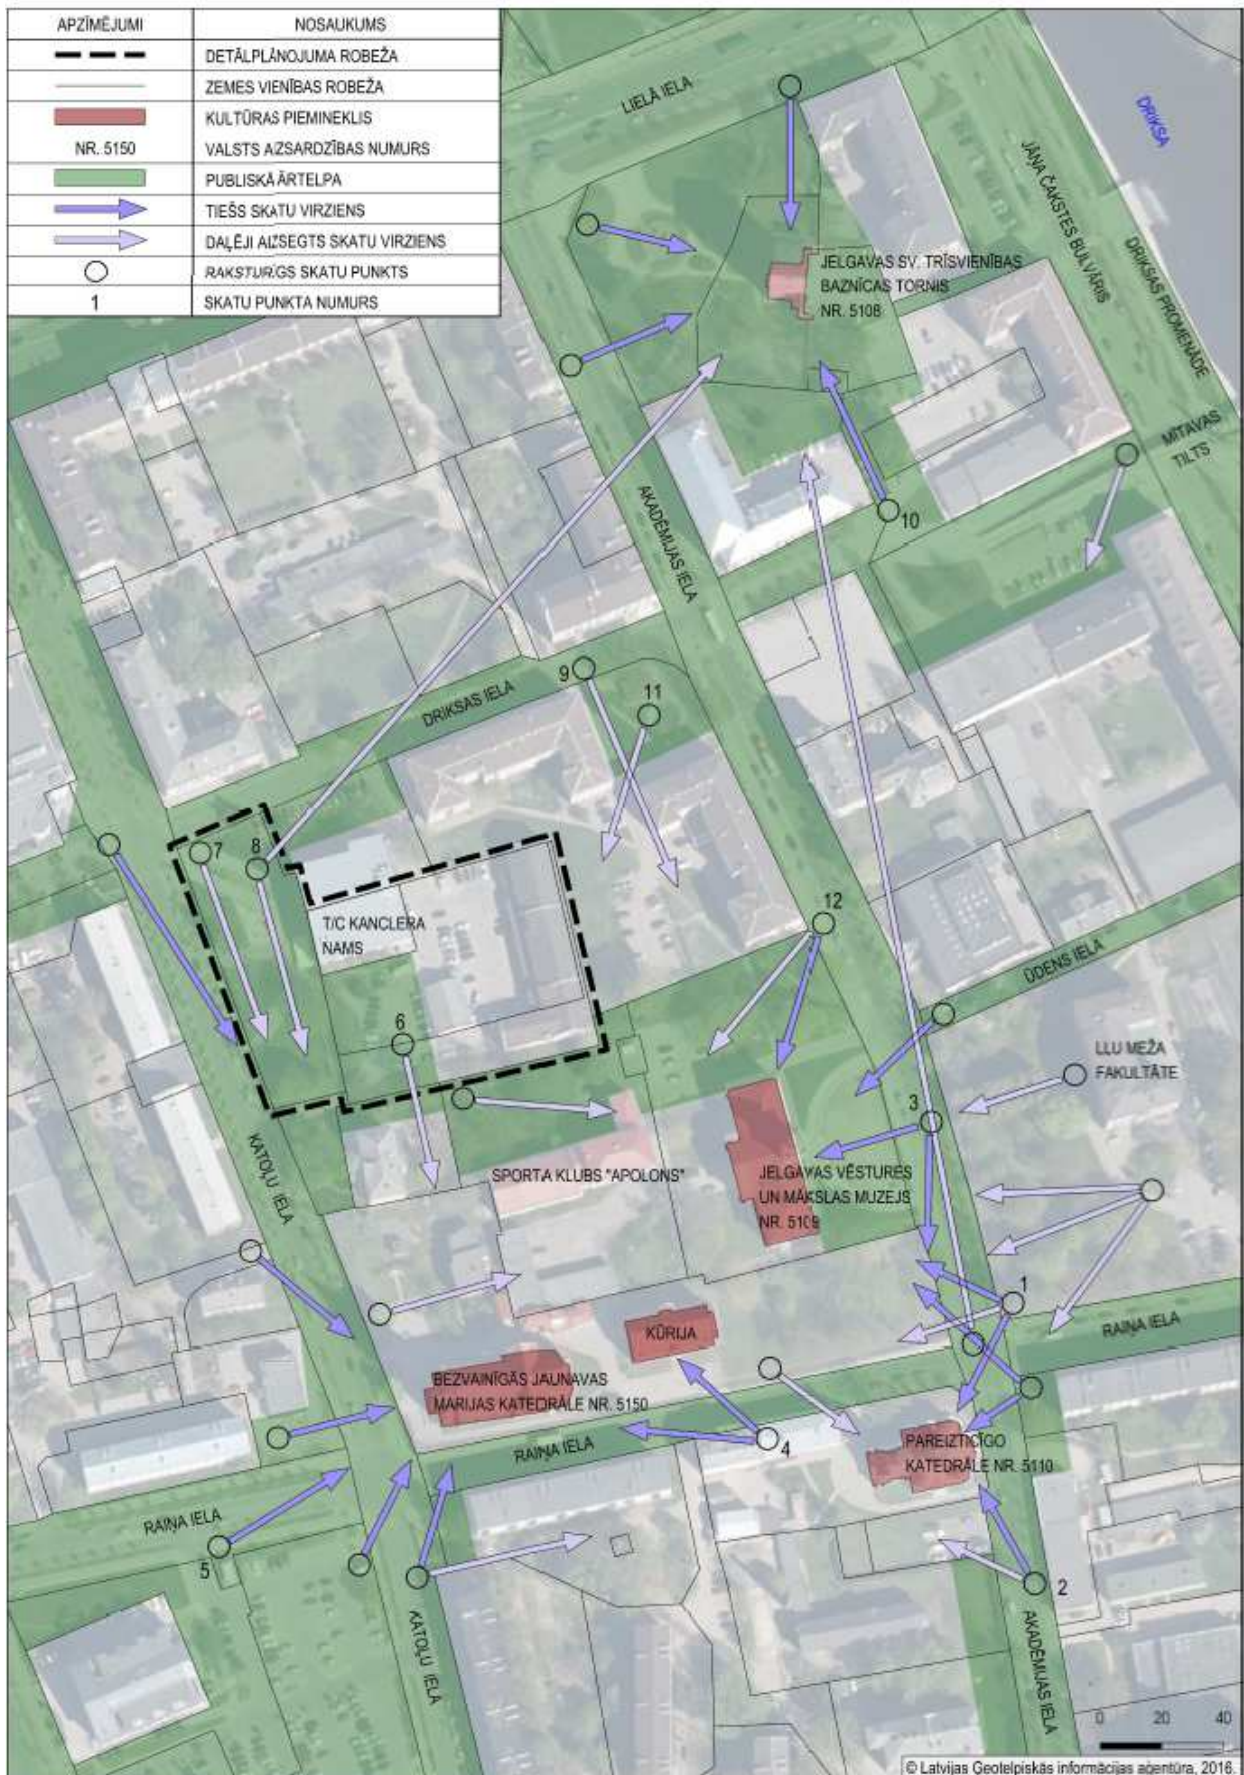 APZĪMĒJUMI
NOSAUKUMS
DETĀLPLĀNOJUMA ROBEŽA
ZEMES VIENĪBAS ROBEŽA
KULTŪRAS PIEMINEKLIS
NR. 5150
VALSTS AIZSARDZĪBAS NUMURS
PUBLISKĀ ĀRTELPA
TIEŠS SKATU VIRZIENS
DAĻĒJI AIZSEGTS SKATU VIRZIENS
RAKSTURĪGS SKATU PUNKTS
1
SKATU PUNKTA NUMURS
LIELĀ IELA
DRIKSA
JĀŅA ČAKSTES BULVĀRIS
DRIKSAS PROMENĀDE
JELGAVAS SV. TRĪSVIENĪBAS
BAZNĪCAS TORNIS
NR. 5108
MĪTAVAS
TILTS
AKADĒMIJAS IELA
10
9
11
DRIKSAS IELA
7
8
T/C KANCLERA
NAMS
12
ŪDENS IELA
6
LLU MEŽA
FAKULTĀTE
3
KATOĻU IELA
SPORTA KLUBS "APOLONS"
JELGAVAS VĒSTURES
UN MĀKSLAS MUZEJS
NR. 5109
1
RAIŅA IELA
KŪRIJA
BEZVAINĪGĀS JAUNAVAS
MARIJAS KATEDRĀLE NR. 5150
RAIŅA IELA
4
PAREIZTICĪGO
KATEDRĀLE NR. 5110
RAIŅA IELA
5
2
KATOĻU IELA
AKADĒMIJAS IELA
0 20 40
© Latvijas Ģeotelpiskās informācijas aģentūra, 2016.